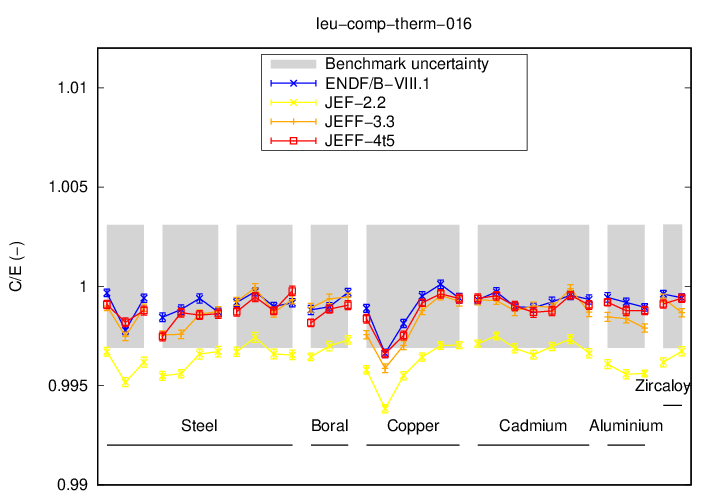 leu−comp−therm−016
Benchmark uncertainty
ENDF/B−VIII.1
JEF−2.2
JEFF−3.3
JEFF−4t5
1.01
1.005
1
0.995
0.99
C/E (−)
Zircaloy
Steel
Boral
Copper
Cadmium
Aluminium